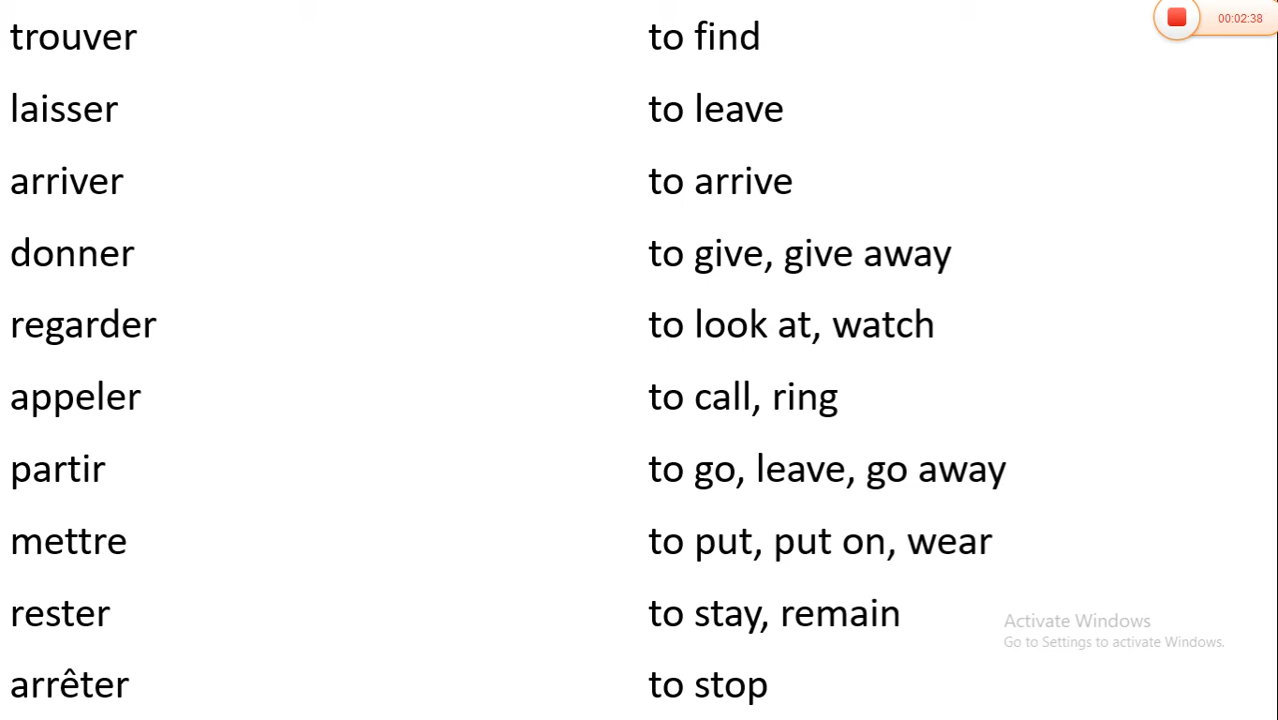 00:02:38
trouver to find
laisser to leave
arriver to arrive
donner to give, give away
regarder to look at, watch
appeler to call, ring
partir to go, leave, go away
mettre to put, put on, wear
rester to stay, remain
Activate Windows
Go to Settings to activate Windows.
arrêter to stop